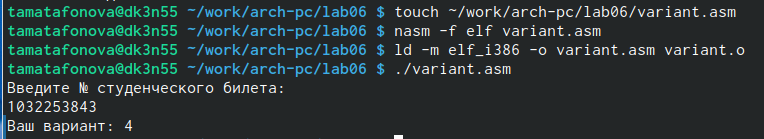 tamatafonova@dk3n55 ~/work/arch-pc/lab06 $ touch ~/work/arch-pc/lab06/variant.asm
tamatafonova@dk3n55 ~/work/arch-pc/lab06 $ nasm -f elf variant.asm
tamatafonova@dk3n55 ~/work/arch-pc/lab06 $ ld -m elf_i386 -o variant.asm variant.o
tamatafonova@dk3n55 ~/work/arch-pc/lab06 $ ./variant.asm
Введите № студенческого билета:
1032253843
Ваш вариант: 4